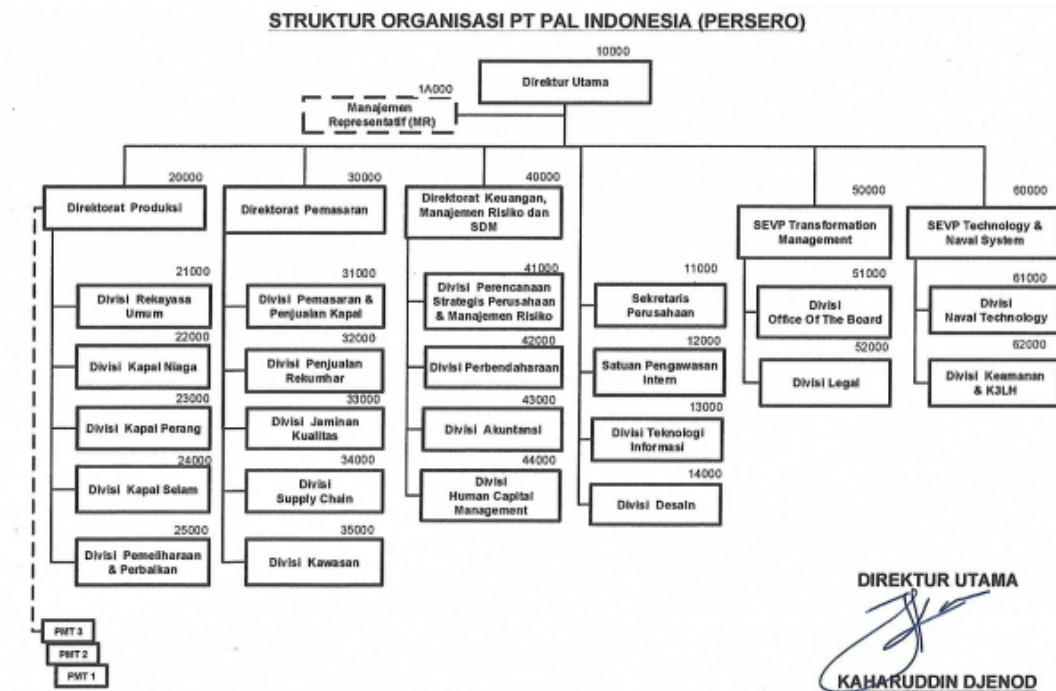 STRUKTUR ORGANISASI PT PAL INDONESIA (PERSERO)
10000
Direktur Utama
1A000
Manajemen
Representatif (MR)
20000
Direktorat Produksi
30000
Direktorat Pemasaran
40000
Direktorat Keuangan,
Manajemen Risiko dan
SDM
50000
SEVP Transformation
Management
60000
SEVP Technology &
Naval System
21000
Divisi Rekayasa
Umum
22000
Divisi Kapal Niaga
23000
Divisi Kapal Perang
24000
Divisi Kapal Selam
25000
Divisi Pemeliharaan
& Perbaikan
31000
Divisi Pemasaran &
Penjualan Kapal
32000
Divisi Penjualan
Rekumhar
33000
Divisi Jaminan
Kualitas
34000
Divisi
Supply Chain
35000
Divisi Kawasan
41000
Divisi Perencanaan
Strategis Perusahaan
& Manajemen Risiko
42000
Divisi Perbendaharaan
43000
Divisi Akuntansi
44000
Divisi
Human Capital
Management
11000
Sekretaris
Perusahaan
12000
Satuan Pengawasan
Intern
13000
Divisi Teknologi
Informasi
14000
Divisi Desain
51000
Divisi
Office Of The Board
52000
Divisi Legal
61000
Divisi
Naval Technology
62000
Divisi Keamanan
& K3LH
PMT 3
PMT 2
PMT 1
DIREKTUR UTAMA
KAHARUDDIN DJENOD